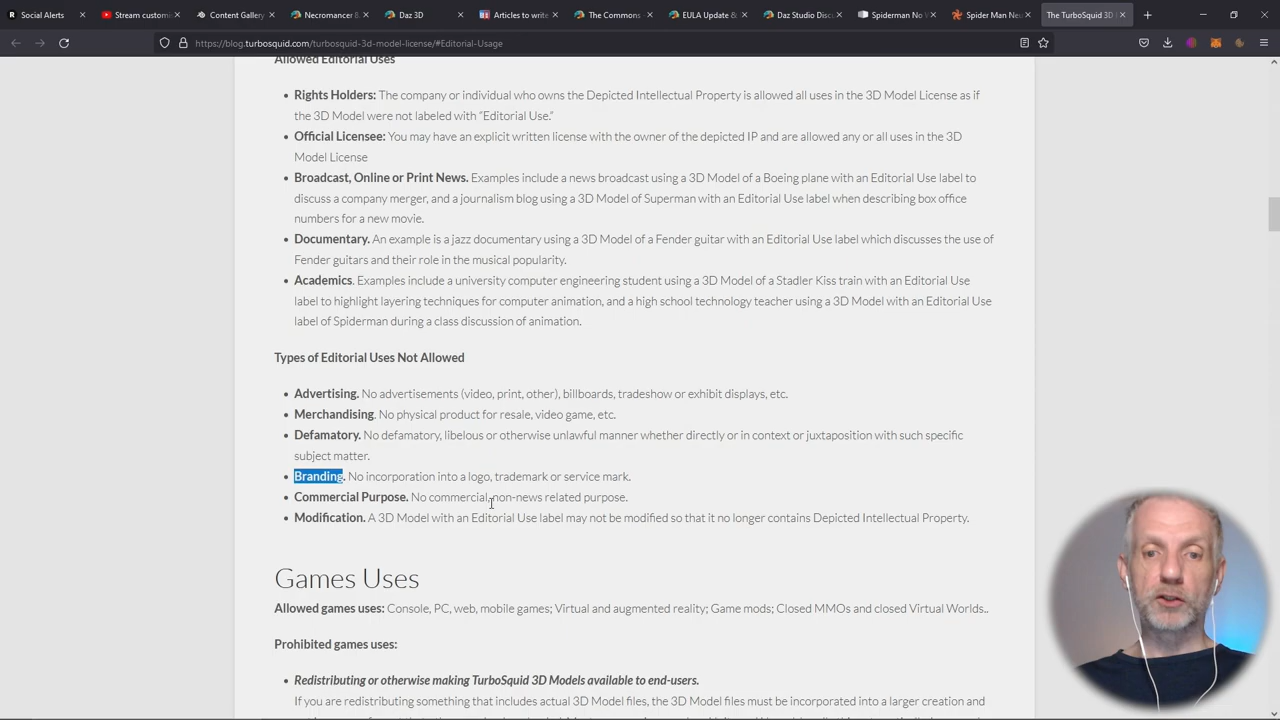 Social Alerts
Stream customi
Content Gallery
Necromancer B
Daz 3D
Articles to write
The Commons
EULA Update &
Daz Studio Disc
Spiderman No W
Spider Man Ne
The TurboSquid 3D
https://blog.turbosquid.com/turbosquid-3d-model-license/#Editorial-Usage
Allowed Editorial Uses
• Rights Holders: The company or individual who owns the Depicted Intellectual Property is allowed all uses in the 3D Model License as if
the 3D Model were not labeled with “Editorial Use.”
• Official Licensee: You may have an explicit written license with the owner of the depicted IP and are allowed any or all uses in the 3D
Model License
• Broadcast, Online or Print News. Examples include a news broadcast using a 3D Model of a Boeing plane with an Editorial Use label to
discuss a company merger, and a journalism blog using a 3D Model of Superman with an Editorial Use label when describing box office
numbers for a new movie.
• Documentary. An example is a jazz documentary using a 3D Model of a Fender guitar with an Editorial Use label which discusses the use of
Fender guitars and their role in the musical popularity.
• Academics. Examples include a university computer engineering student using a 3D Model of a Stadler Kiss train with an Editorial Use
label to highlight layering techniques for computer animation, and a high school technology teacher using a 3D Model with an Editorial Use
label of Spiderman during a class discussion of animation.
Types of Editorial Uses Not Allowed
• Advertising. No advertisements (video, print, other), billboards, tradeshow or exhibit displays, etc.
• Merchandising. No physical product for resale, video game, etc.
• Defamatory. No defamatory, libelous or otherwise unlawful manner whether directly or in context or juxtaposition with such specific
subject matter.
• Branding. No incorporation into a logo, trademark or service mark.
• Commercial Purpose. No commercial, non-news related purpose.
• Modification. A 3D Model with an Editorial Use label may not be modified so that it no longer contains Depicted Intellectual Property.
Games Uses
Allowed games uses: Console, PC, web, mobile games; Virtual and augmented reality; Game mods; Closed MMOs and closed Virtual Worlds..
Prohibited games uses:
• Redistributing or otherwise making TurboSquid 3D Models available to end-users.
If you are redistributing something that includes actual 3D Model files, the 3D Model files must be incorporated into a larger creation and